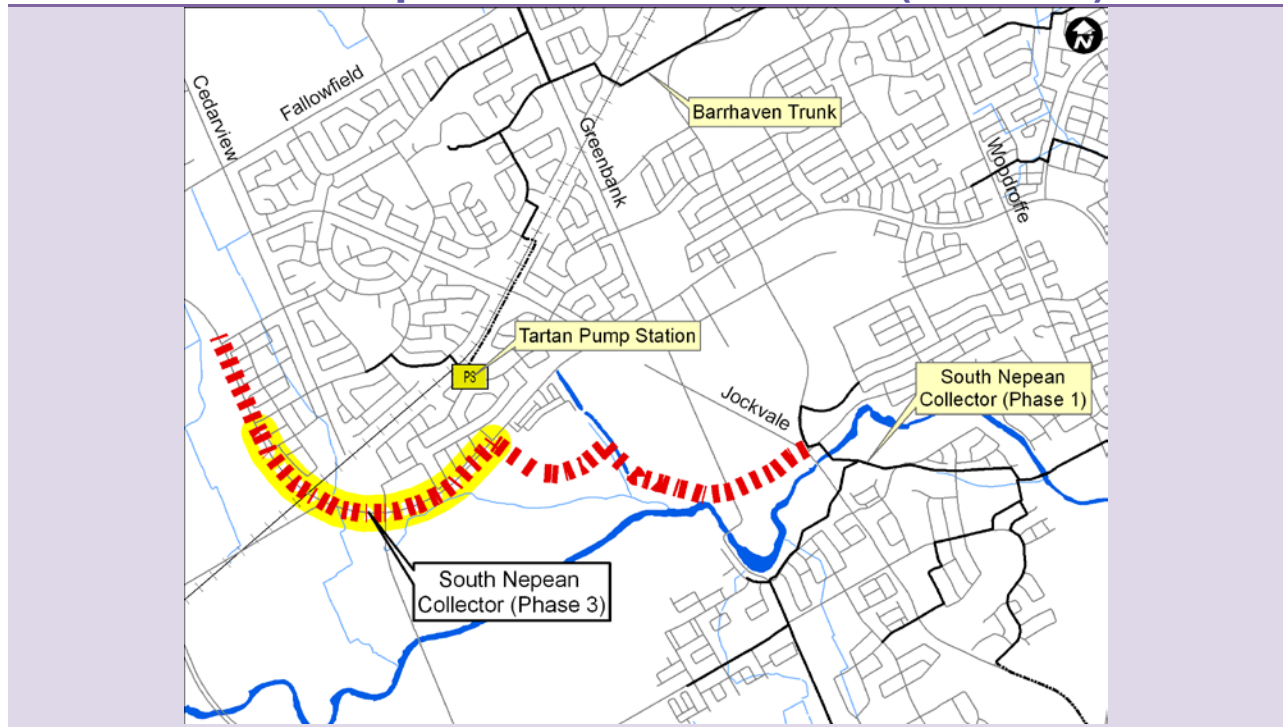 Fallowfield
Cedarview
Barrhaven Trunk
Greenbank
Woodroffe
N
Tartan Pump Station
PS
Jockvale
South Nepean
Collector (Phase 1)
South Nepean
Collector (Phase 3)